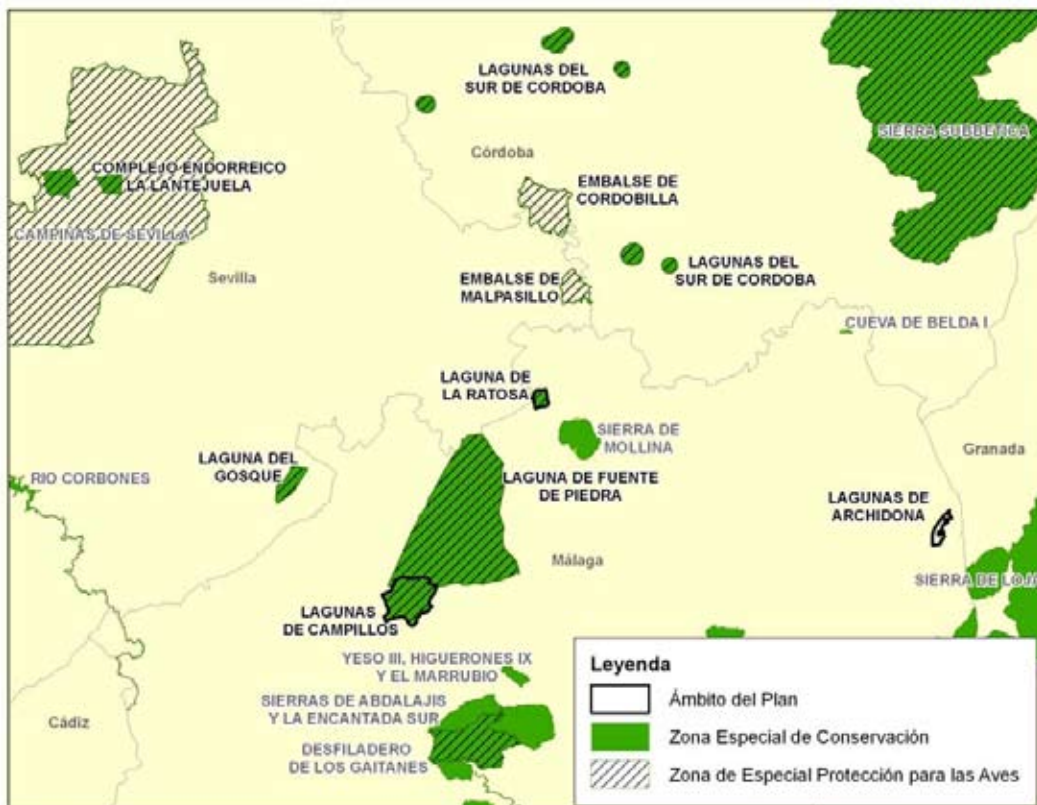 LAGUNAS DEL
SUR DE CORDOBA
SIERRA SUBBETICA
Córdoba
COMPLEJO ENDORREICO
LA LANTEJUELA
EMBALSE DE
CORDOBILLA
CAMPIÑAS DE SEVILLA
Sevilla
LAGUNAS DEL
SUR DE CORDOBA
EMBALSE DE
MALPASILLO
CUEVA DE BELDA I
LAGUNA DE
LA RATOSA
SIERRA DE
MOLLINA
Granada
LAGUNA DEL
GOSQUE
RIO CORBONES
LAGUNA DE FUENTE
DE PIEDRA
LAGUNAS DE
ARCHIDONA
Málaga
SIERRA DE LOJA
LAGUNAS
DE CAMPILLOS
YESO III, HIGUERONES IX
Y EL MARRUBIO
SIERRAS DE ABDALAJIS
Y LA ENCANTADA SUR
Cádiz
DESFILADERO
DE LOS GAITANES
Leyenda
Ámbito del Plan
Zona Especial de Conservación
Zona de Especial Protección para las Aves